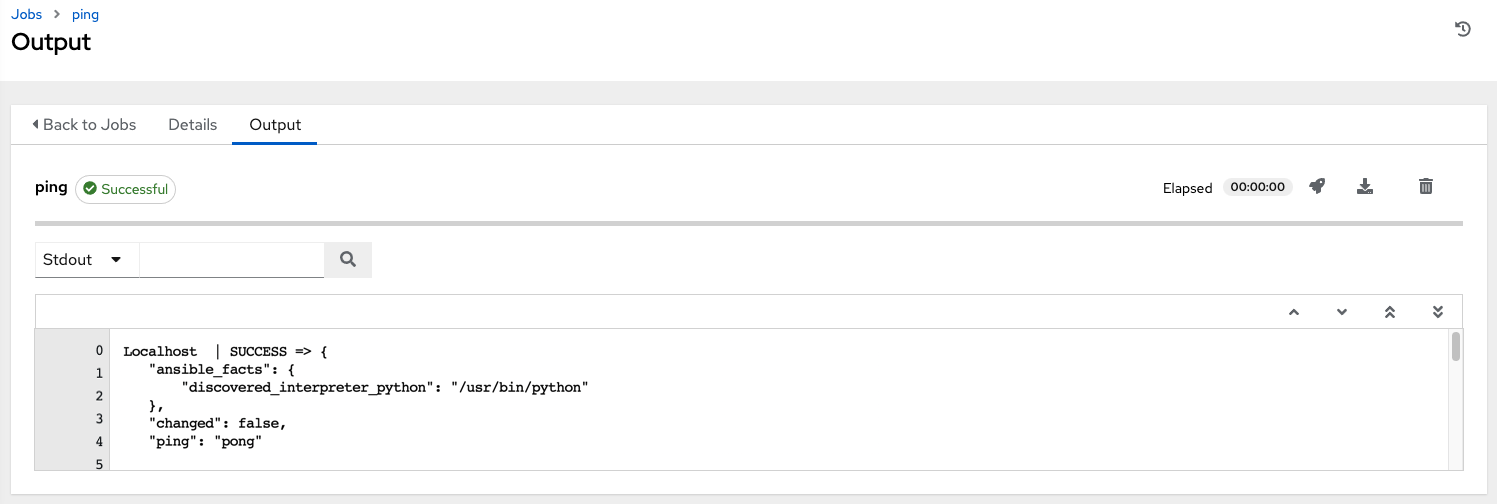 Jobs > ping
Output
Back to Jobs Details Output
ping Successful Elapsed 00:00:00
Stdout
0 Localhost | SUCCESS => {
1 "ansible_facts": {
2 "discovered_interpreter_python": "/usr/bin/python"
},
3 "changed": false,
4 "ping": "pong"
5